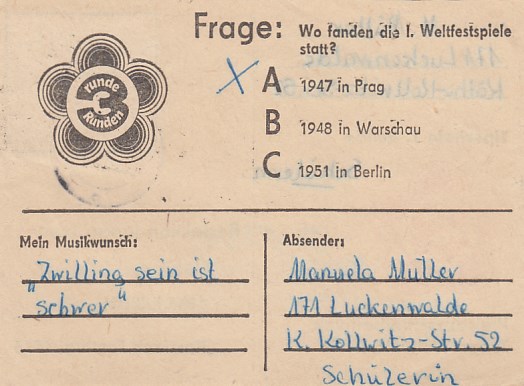 Frage: Wo fanden die I. Weltfestspiele
statt?
X A 1947 in Prag
B 1948 in Warschau
C 1951 in Berlin
runde
3
Runden
Mein Musikwunsch:
"Zwilling sein ist
schwer"
Absender:
Manuela Müller
171 Luckenwalde
K. Kollwitz-Str. 52
Schülerin